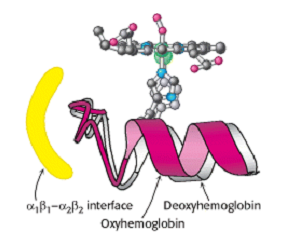 Deoxyhemoglobin
α₁β₁–α₂β₂ interface
Oxyhemoglobin